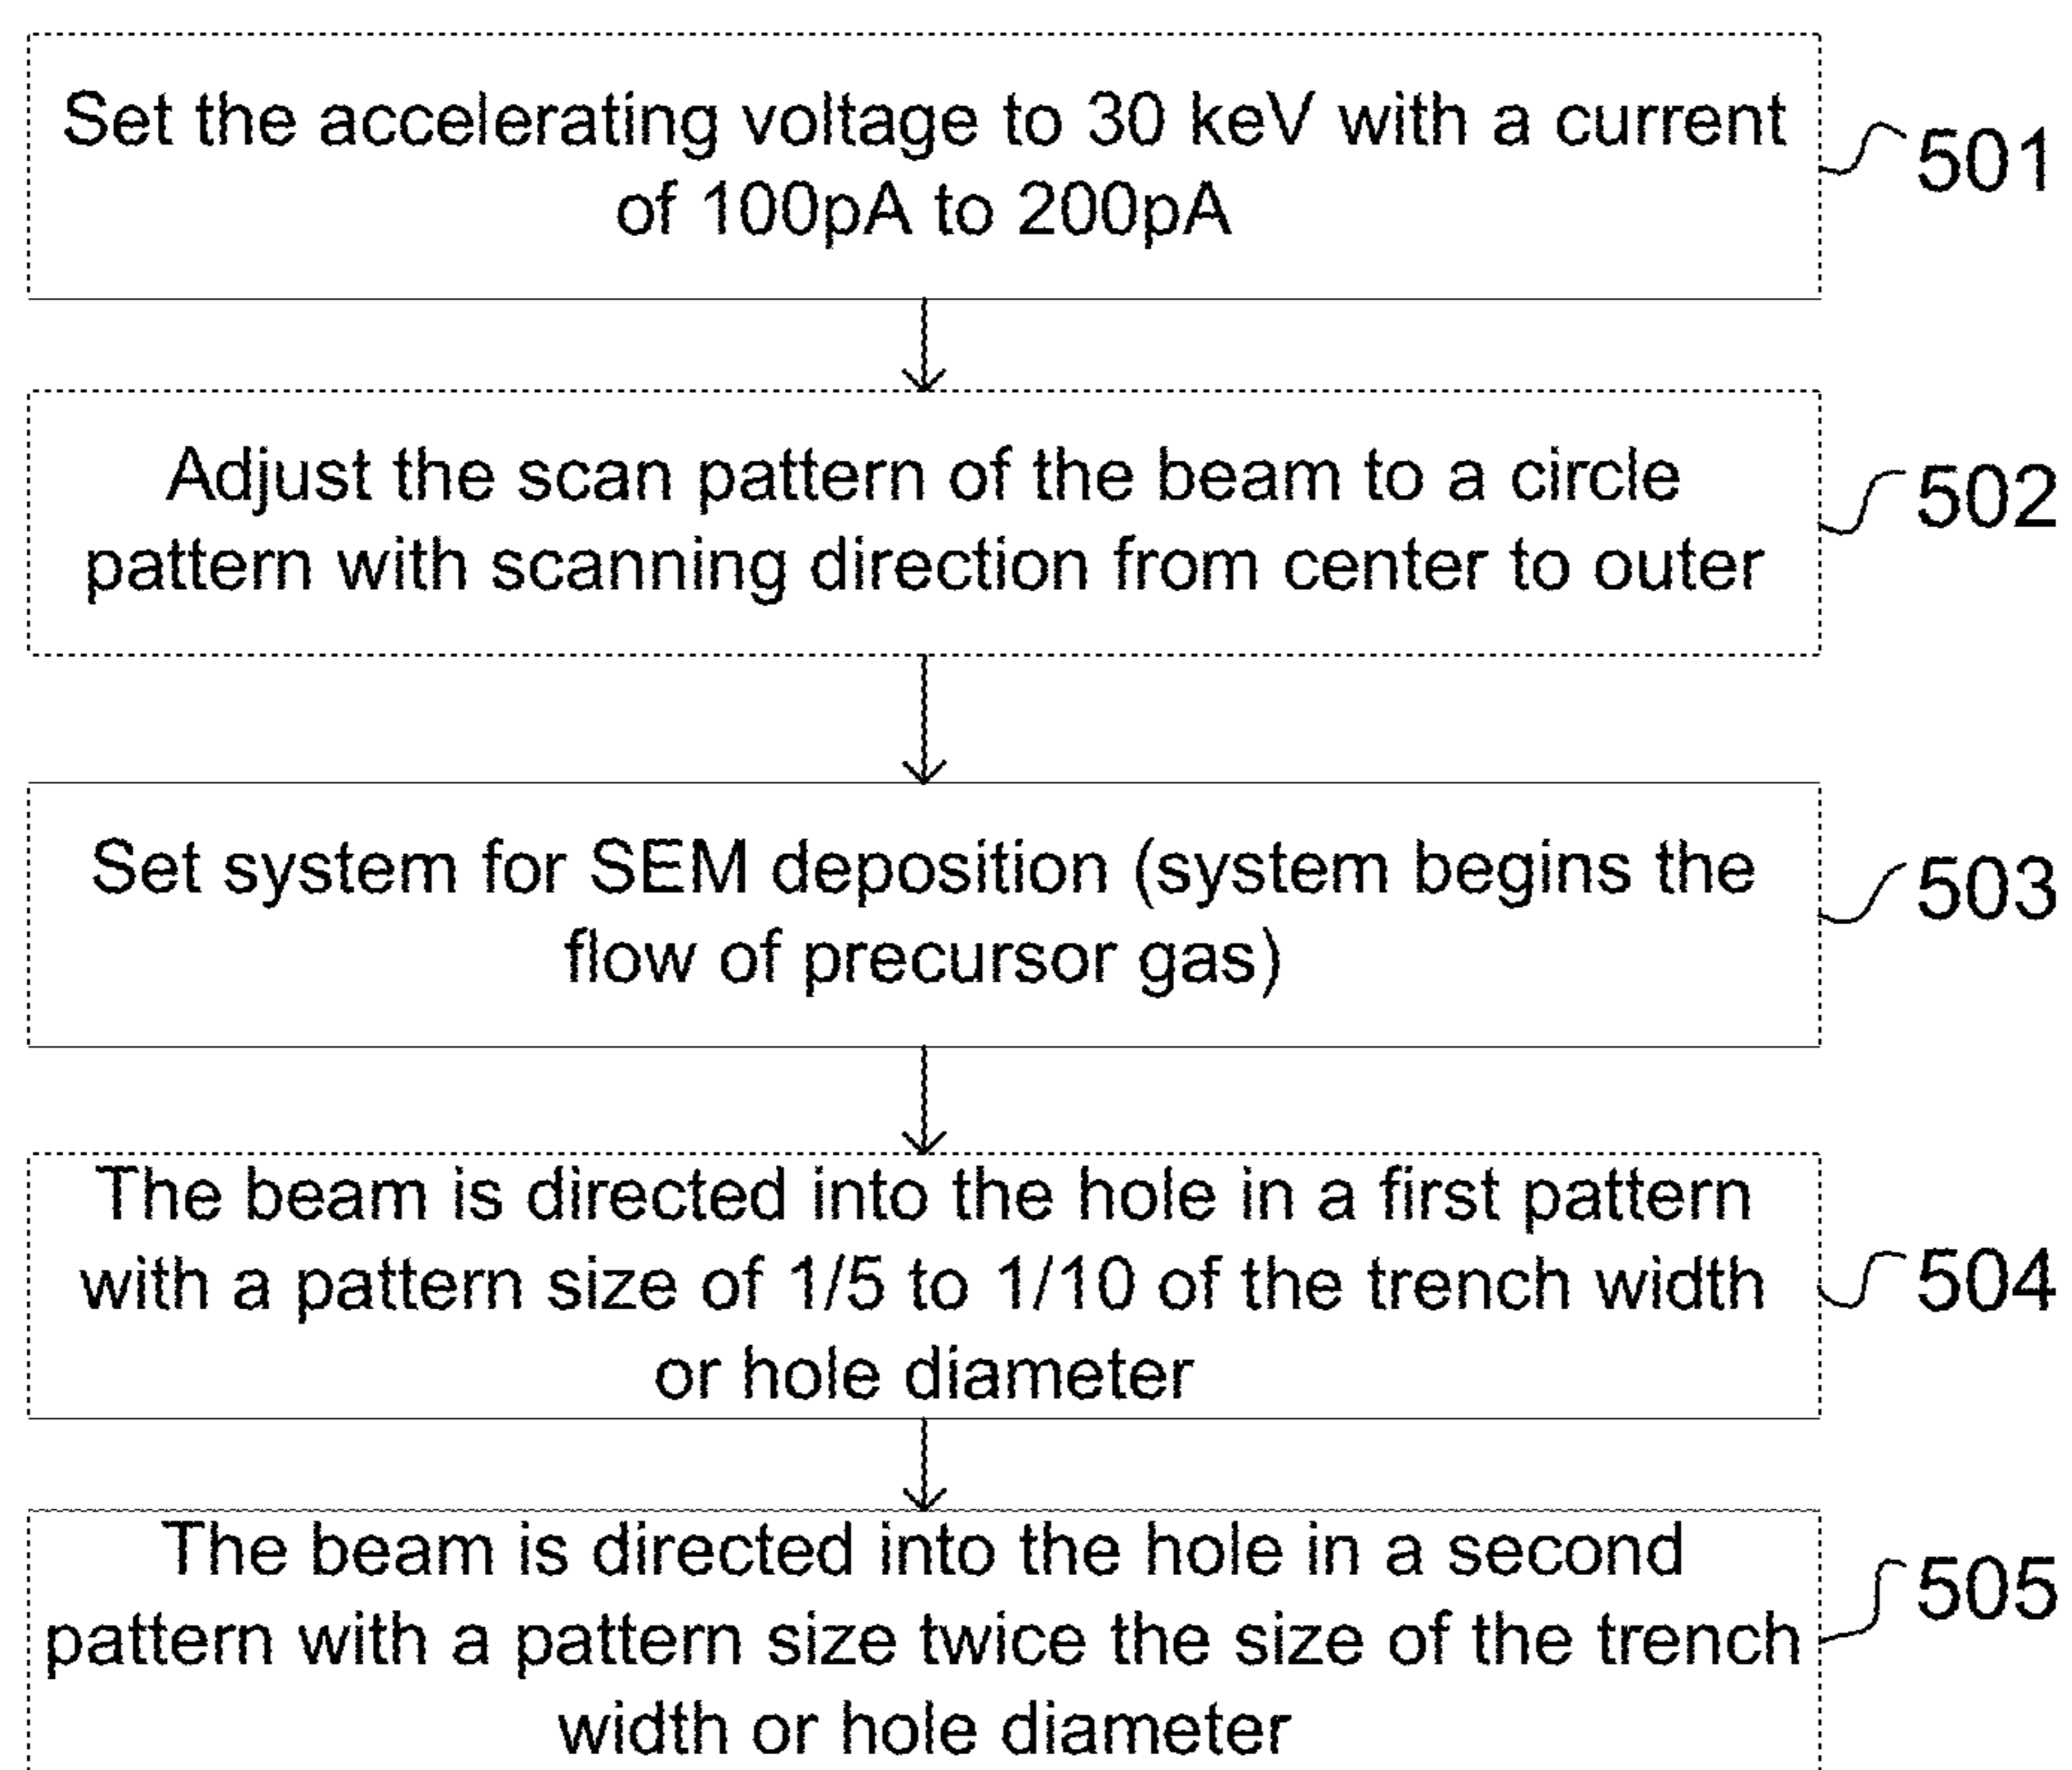 Set the accelerating voltage to 30 keV with a current
of 100pA to 200pA
501
Adjust the scan pattern of the beam to a circle
pattern with scanning direction from center to outer
502
Set system for SEM deposition (system begins the
flow of precursor gas)
503
The beam is directed into the hole in a first pattern
with a pattern size of 1/5 to 1/10 of the trench width
or hole diameter
504
The beam is directed into the hole in a second
pattern with a pattern size twice the size of the trench
width or hole diameter
505